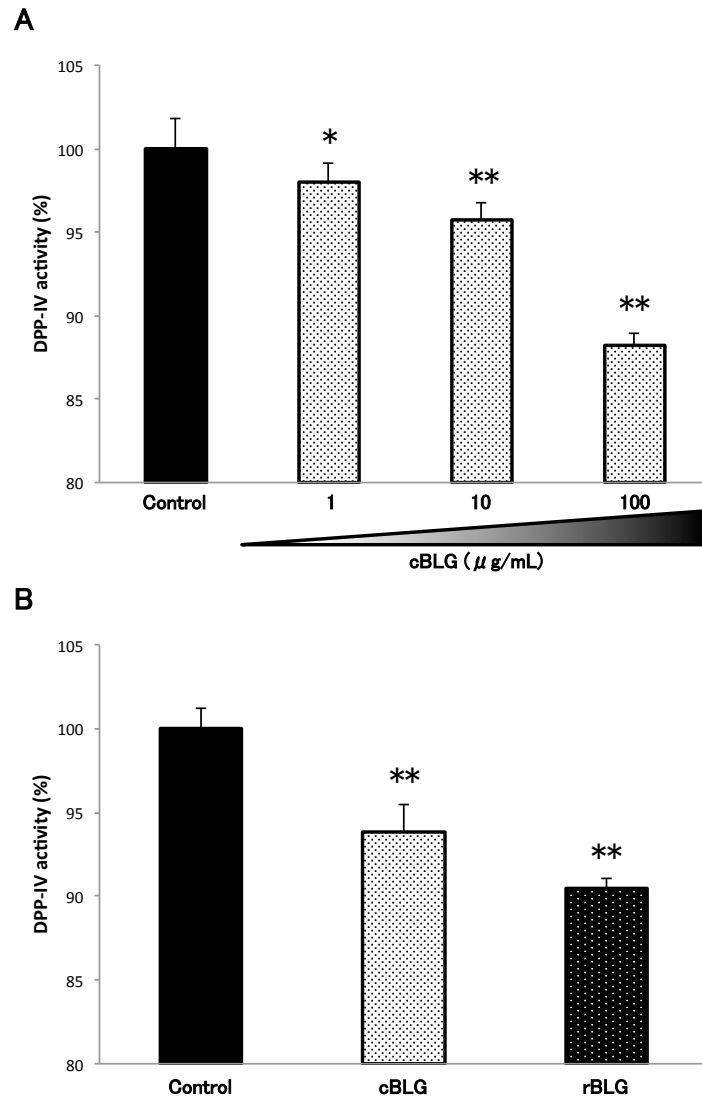 A
DPP-IV activity (%)
105
100
95
90
85
80
*
**
**
Control 1 10 100
cBLG ( μ g/mL)
B
DPP-IV activity (%)
105
100
95
90
85
80
**
**
Control cBLG rBLG